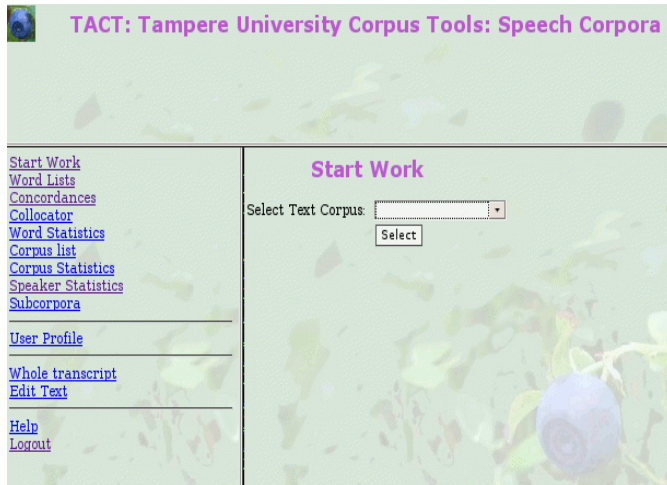 TACT: Tampere University Corpus Tools: Speech Corpora
Start Work
Word Lists
Concordances
Collocator
Word Statistics
Corpus list
Corpus Statistics
Speaker Statistics
Subcorpora
User Profile
Whole transcript
Edit Text
Help
Logout
Start Work
Select Text Corpus:
Select